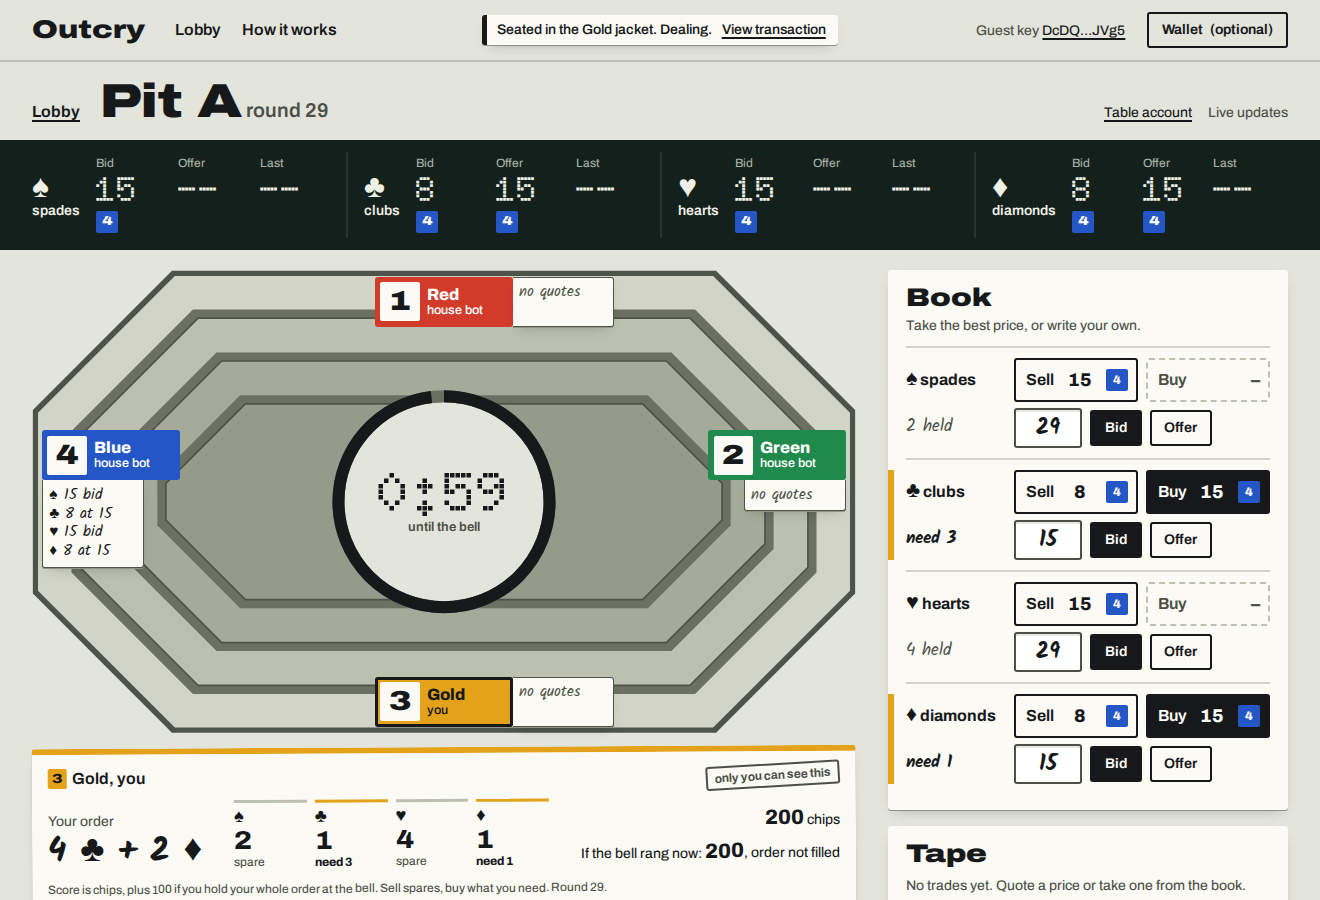 Outcry Lobby How it works Seated in the Gold jacket. Dealing. View transaction Guest key DcDQ...JVg5 Wallet (optional)
Lobby Pit A round 29 Table account Live updates
Bid Offer Last Bid Offer Last Bid Offer Last Bid Offer Last
♠ 15 –– –– ♣ 8 15 –– ♥ 15 –– –– ♦ 8 15 ––
spades clubs hearts diamonds
4 4 4 4 4 4
1 Red
house bot
no quotes
4 Blue
house bot
♠ 15 bid
♣ 8 at 15
♥ 15 bid
♦ 8 at 15
0:59
until the bell
2 Green
house bot
no quotes
3 Gold
you
no quotes
3 Gold, you only you can see this
Your order
4 ♣ + 2 ♦
♠ ♣ ♥ ♦
2 1 4 1
spare need 3 spare need 1
200 chips
If the bell rang now: 200, order not filled
Score is chips, plus 100 if you hold your whole order at the bell. Sell spares, buy what you need. Round 29.
Book
Take the best price, or write your own.
♠ spades Sell 15 4 Buy –
2 held 29 Bid Offer
♣ clubs Sell 8 4 Buy 15 4
need 3 15 Bid Offer
♥ hearts Sell 15 4 Buy –
4 held 29 Bid Offer
♦ diamonds Sell 8 4 Buy 15 4
need 1 15 Bid Offer
Tape
No trades yet. Quote a price or take one from the book.